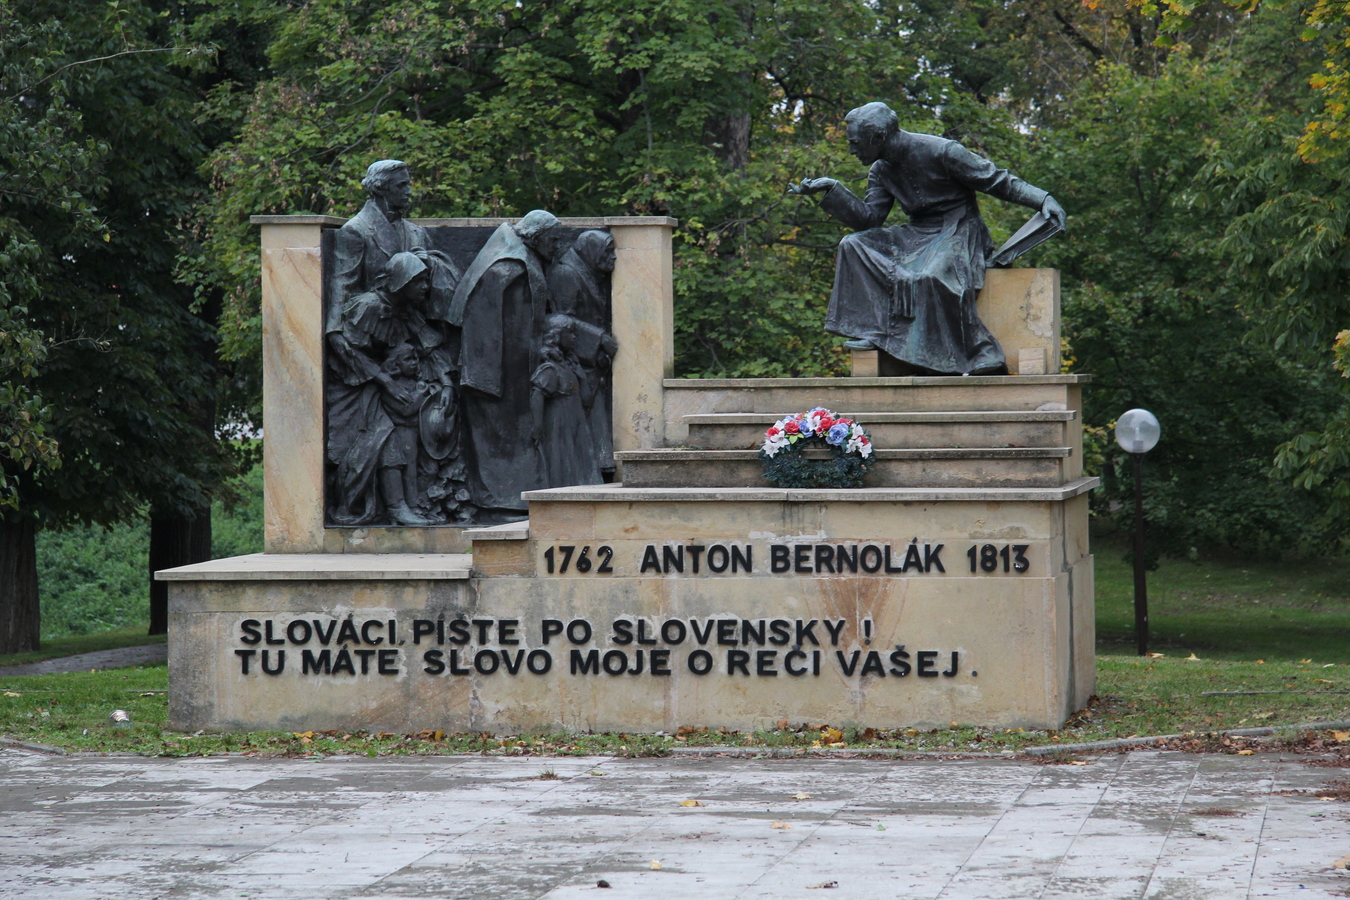 1762 ANTON BERNOLÁK 1813
SLOVÁCI, PÍŠTE PO SLOVENSKY!
TU MÁTE SLOVO MOJE O REČI VAŠEJ.